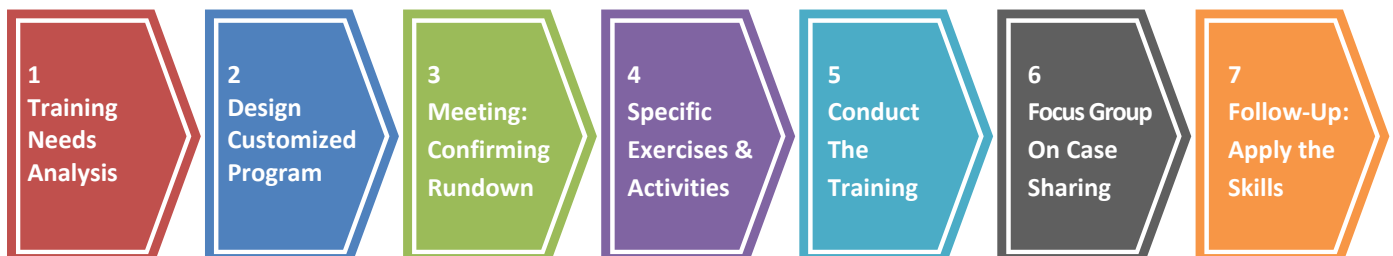 1
Training
Needs
Analysis
2
Design
Customized
Program
3
Meeting:
Confirming
Rundown
4
Specific
Exercises &
Activities
5
Conduct
The
Training
6
Focus Group
On Case
Sharing
7
Follow-Up:
Apply the
Skills